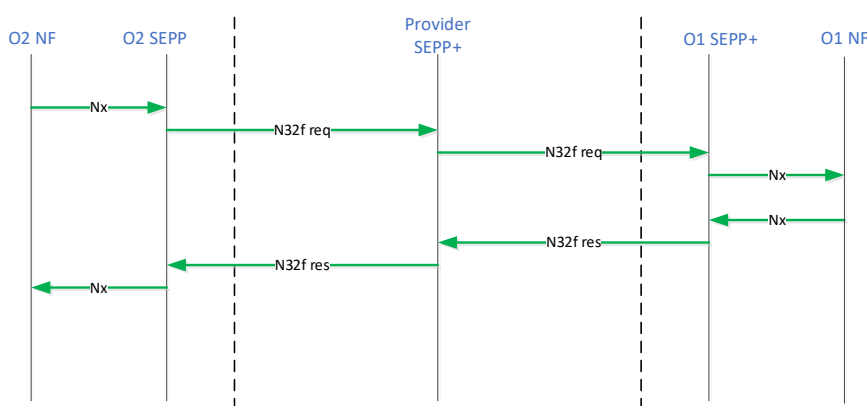 O2 NF
O2 SEPP
Provider
SEPP+
O1 SEPP+
O1 NF
Nx
N32f req
N32f req
Nx
Nx
N32f res
N32f res
Nx